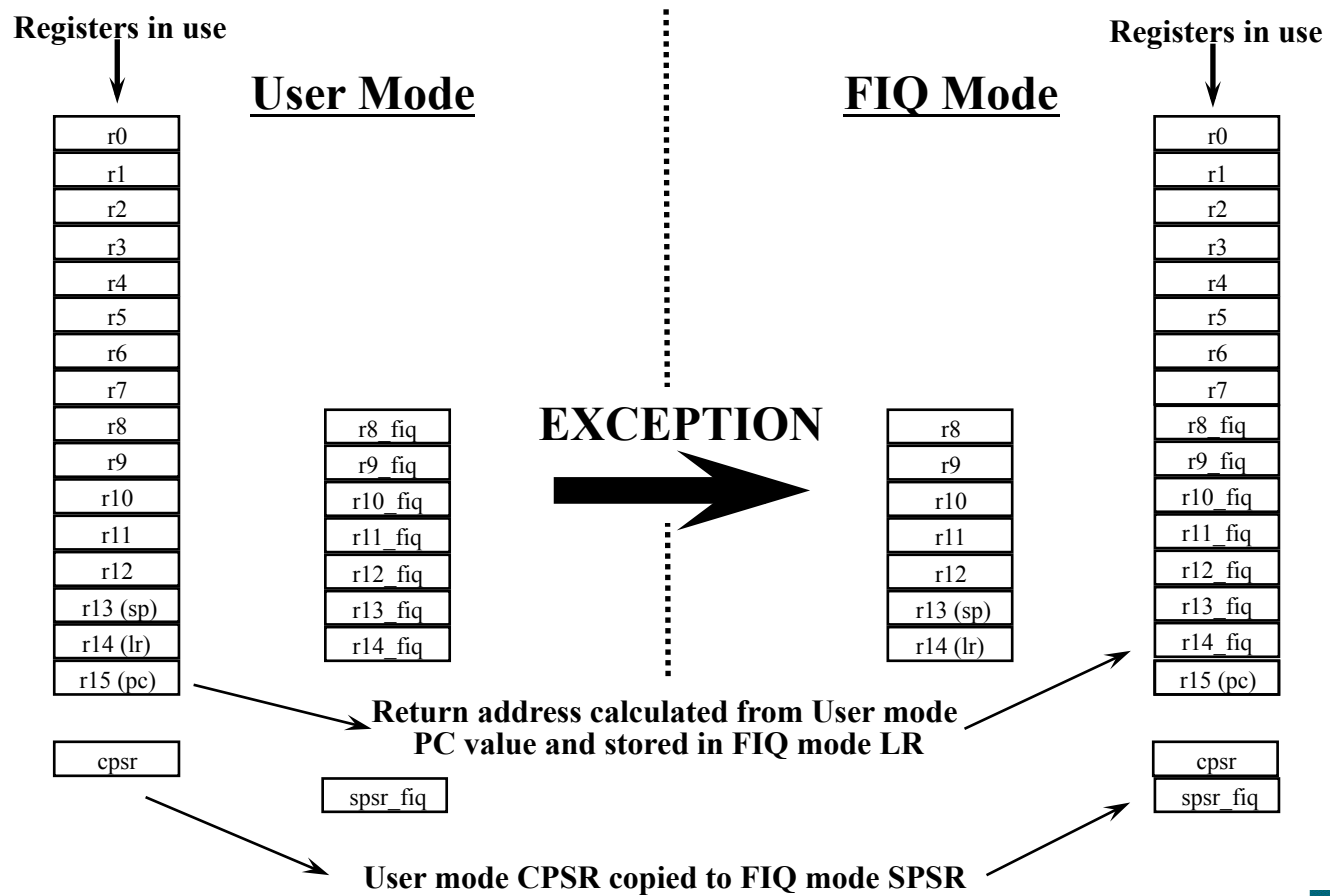 Registers in use
User Mode
r0
r1
r2
r3
r4
r5
r6
r7
r8
r9
r10
r11
r12
r13 (sp)
r14 (lr)
r15 (pc)
cpsr
r8_fiq
r9_fiq
r10_fiq
r11_fiq
r12_fiq
r13_fiq
r14_fiq
spsr_fiq
EXCEPTION
Return address calculated from User mode
PC value and stored in FIQ mode LR
User mode CPSR copied to FIQ mode SPSR
FIQ Mode
r8
r9
r10
r11
r12
r13 (sp)
r14 (lr)
Registers in use
r0
r1
r2
r3
r4
r5
r6
r7
r8_fiq
r9_fiq
r10_fiq
r11_fiq
r12_fiq
r13_fiq
r14_fiq
r15 (pc)
cpsr
spsr_fiq